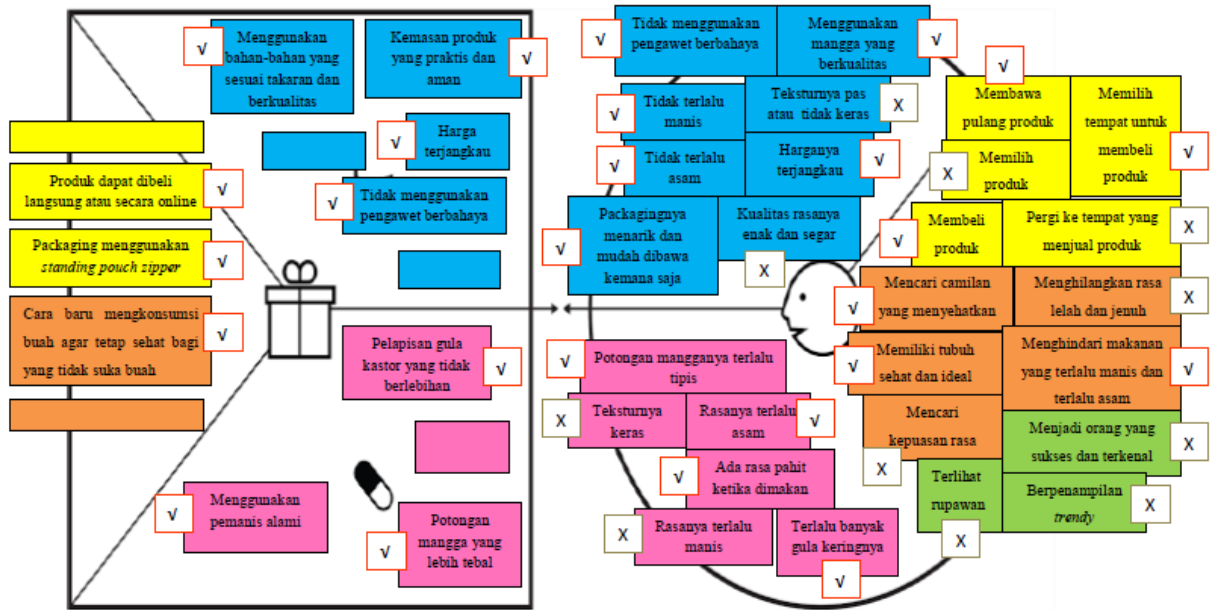 √
Menggunakan
bahan-bahan yang
sesuai takaran dan
berkualitas
Kemasan produk
yang praktis dan
aman
√
√
Harga
terjangkau
√
Tidak menggunakan
pengawet berbahaya
Produk dapat dibeli
langsung atau secara online
√
Packaging menggunakan
standing pouch zipper
√
Cara baru mengkonsumsi
buah agar tetap sehat bagi
yang tidak suka buah
√
Pelapisan gula
kastor yang tidak
berlebihan
√
√
Menggunakan
pemanis alami
√
Potongan
mangga yang
lebih tebal
√
Tidak menggunakan
pengawet berbahaya
Menggunakan
mangga yang
berkualitas
√
√
Tidak terlalu
manis
Teksturnya pas
atau tidak keras
X
√
Tidak terlalu
asam
Harganya
terjangkau
√
√
Packagingnya
menarik dan
mudah dibawa
kemana saja
Kualitas rasanya
enak dan segar
X
√
Membawa
pulang produk
Memilih
tempat untuk
membeli
produk
√
X
Memilih
produk
√
Membeli
produk
Pergi ke tempat yang
menjual produk
X
√
Mencari camilan
yang menyehatkan
Menghilangkan rasa
lelah dan jenuh
X
√
Memiliki tubuh
sehat dan ideal
Menghindari makanan
yang terlalu manis dan
terlalu asam
√
Mencari
kepuasan rasa
X
Menjadi orang yang
sukses dan terkenal
X
Terlihat
rupawan
X
Berpenampilan
trendy
X
√
Potongan mangganya terlalu
tipis
X
Teksturnya
keras
Rasanya terlalu
asam
√
√
Ada rasa pahit
ketika dimakan
X
Rasanya terlalu
manis
Terlalu banyak
gula keringnya
√